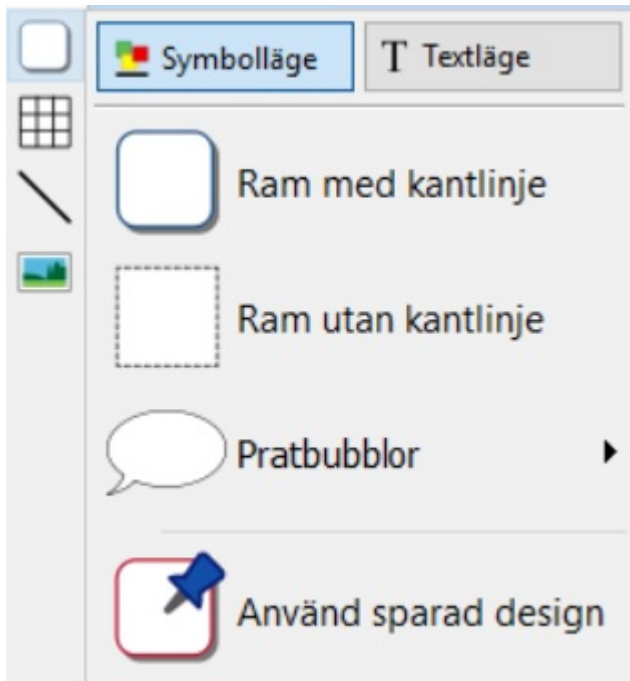 Symbolläge
T Textläge
Ram med kantlinje
Ram utan kantlinje
Pratbubblor
Använd sparad design